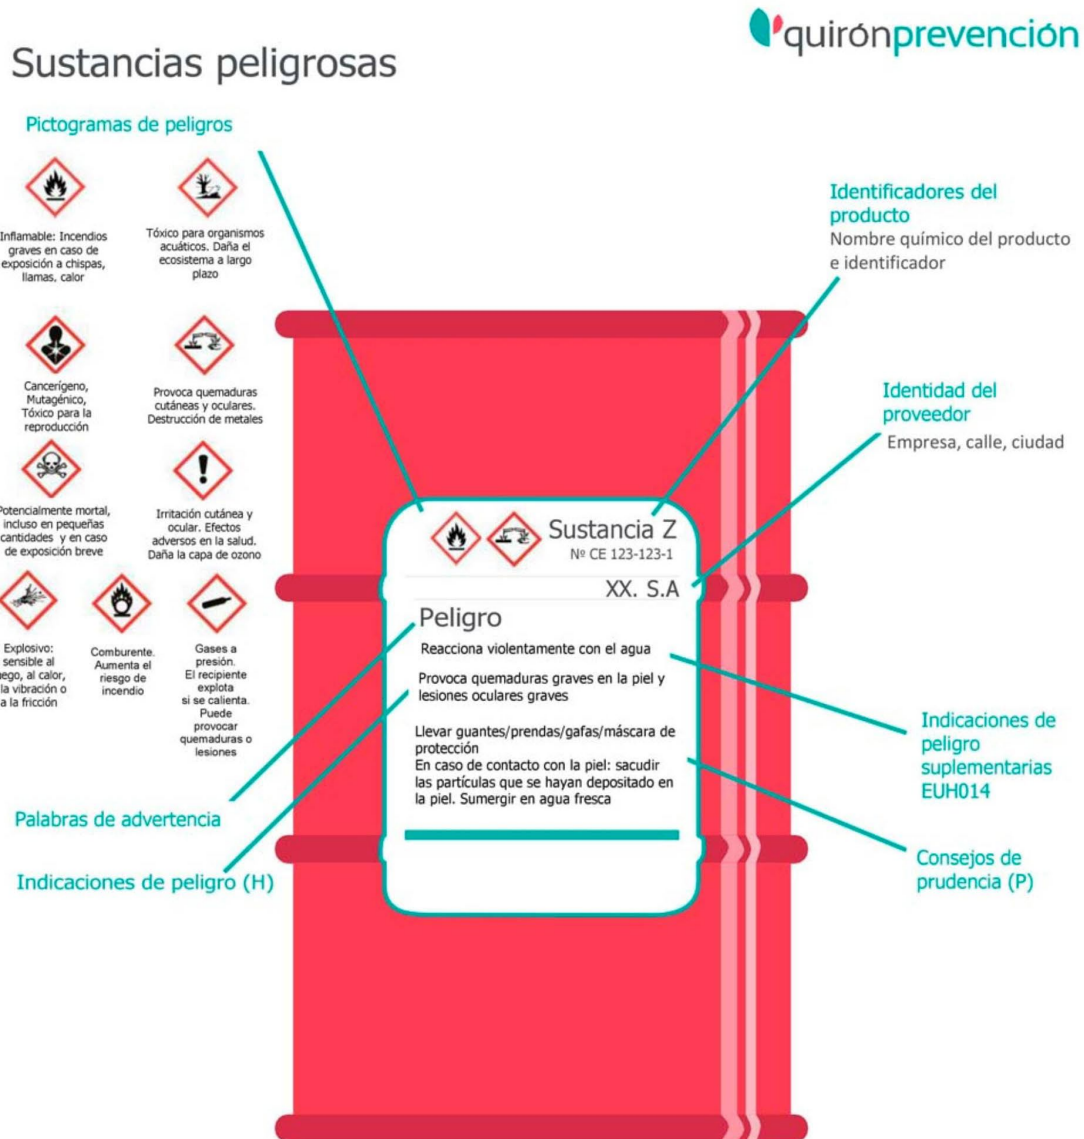 quirónprevención
Sustancias peligrosas
Pictogramas de peligros
Inflamable: Incendios
graves en caso de
exposición a chispas,
llamas, calor
Tóxico para organismos
acuáticos. Daña el
ecosistema a largo
plazo
Cancerígeno,
Mutagénico,
Tóxico para la
reproducción
Provoca quemaduras
cutáneas y oculares.
Destrucción de metales
Potencialmente mortal,
incluso en pequeñas
cantidades y en caso
de exposición breve
Irritación cutánea y
ocular. Efectos
adversos en la salud.
Daña la capa de ozono
Explosivo:
sensible al
uego, al calor,
la vibración o
a la fricción
Comburente.
Aumenta el
riesgo de
incendio
Gases a
presión.
El recipiente
explota
si se calienta.
Puede
provocar
quemaduras o
lesiones
Palabras de advertencia
Indicaciones de peligro (H)
Sustancia Z
Nº CE 123-123-1
XX. S.A
Peligro
Reacciona violentamente con el agua
Provoca quemaduras graves en la piel y
lesiones oculares graves
Llevar guantes/prendas/gafas/máscara de
protección
En caso de contacto con la piel: sacudir
las partículas que se hayan depositado en
la piel. Sumergir en agua fresca
Identificadores del
producto
Nombre químico del producto
e identificador
Identidad del
proveedor
Empresa, calle, ciudad
Indicaciones de
peligro
suplementarias
EUH014
Consejos de
prudencia (P)